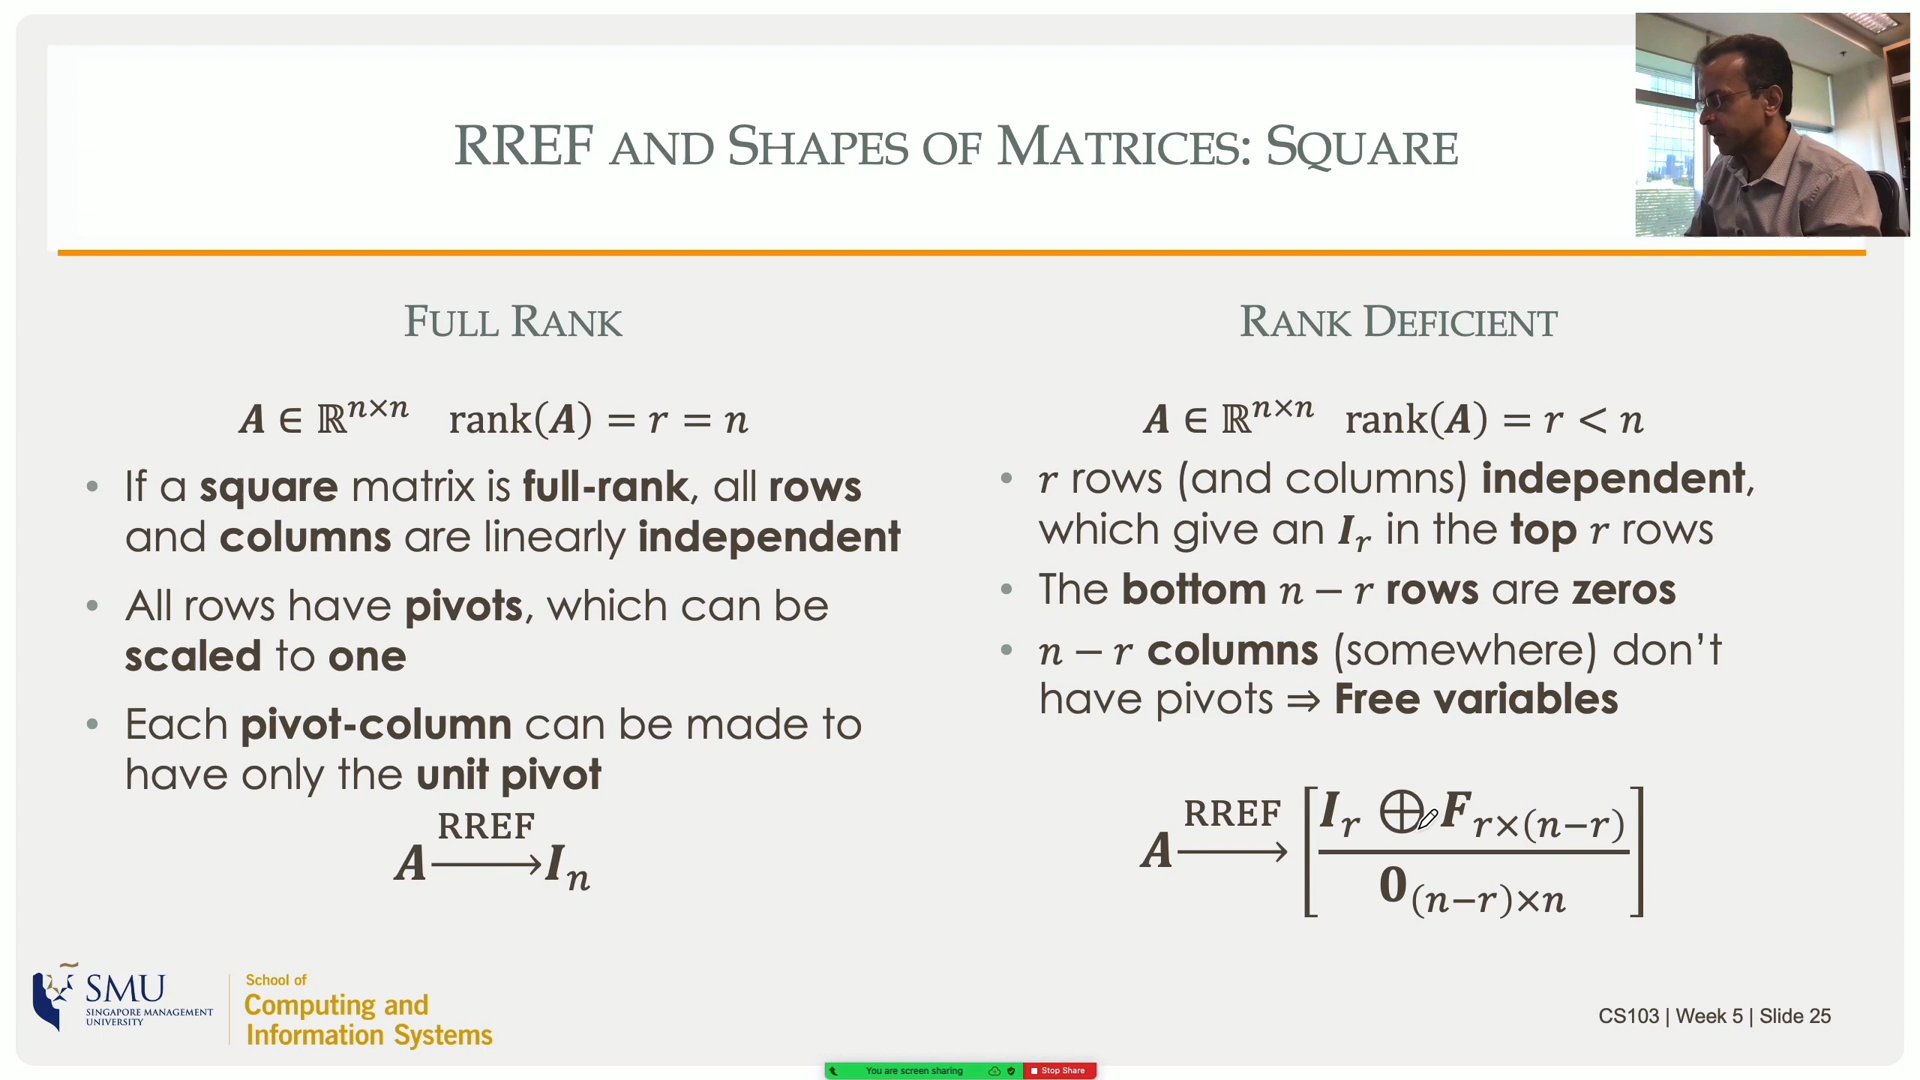 RREF AND SHAPES OF MATRICES: SQUARE
FULL RANK
A ∈ ℝⁿˣⁿ rank(A) = r = n
• If a square matrix is full-rank, all rows
and columns are linearly independent
• All rows have pivots, which can be
scaled to one
• Each pivot-column can be made to
have only the unit pivot
RREF
A ⟶ Iₙ
RANK DEFICIENT
A ∈ ℝⁿˣⁿ rank(A) = r < n
• r rows (and columns) independent,
which give an Iᵣ in the top r rows
• The bottom n − r rows are zeros
• n − r columns (somewhere) don't
have pivots ⇒ Free variables
RREF
A ⟶ [I_r ⊕ F_{r×(n−r)}
0_{(n−r)×n}]
SMU
SINGAPORE MANAGEMENT
UNIVERSITY
School of
Computing and
Information Systems
CS103 | Week 5 | Slide 25
You are screen sharing
Stop Share